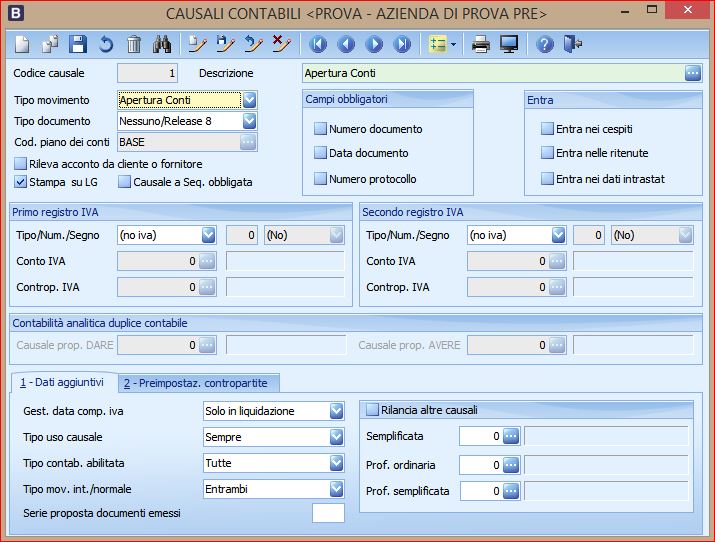 B CAUSALI CONTABILI <PROVA - AZIENDA DI PROVA PRE>
Codice causale 1 Descrizione Apertura Conti
Tipo movimento Apertura Conti
Tipo documento Nessuno/Release 8
Cod. piano dei conti BASE
Rileva acconto da cliente o fornitore
Stampa su LG Causale a Seq. obbligata
Campi obbligatori
Numero documento
Data documento
Numero protocollo
Entra
Entra nei cespiti
Entra nelle ritenute
Entra nei dati intrastat
Primo registro IVA
Tipo/Num./Segno (no iva) 0 (No)
Conto IVA 0
Controp. IVA 0
Secondo registro IVA
Tipo/Num./Segno (no iva) 0 (No)
Conto IVA 0
Controp. IVA 0
Contabilità analitica duplice contabile
Causale prop. DARE 0 Causale prop. AVERE 0
1 - Dati aggiuntivi 2 - Preimpostaz. contropartite
Gest. data comp. iva Solo in liquidazione
Tipo uso causale Sempre
Tipo contab. abilitata Tutte
Tipo mov. int./normale Entrambi
Serie proposta documenti emessi
Rilancia altre causali
Semplificata 0
Prof. ordinaria 0
Prof. semplificata 0